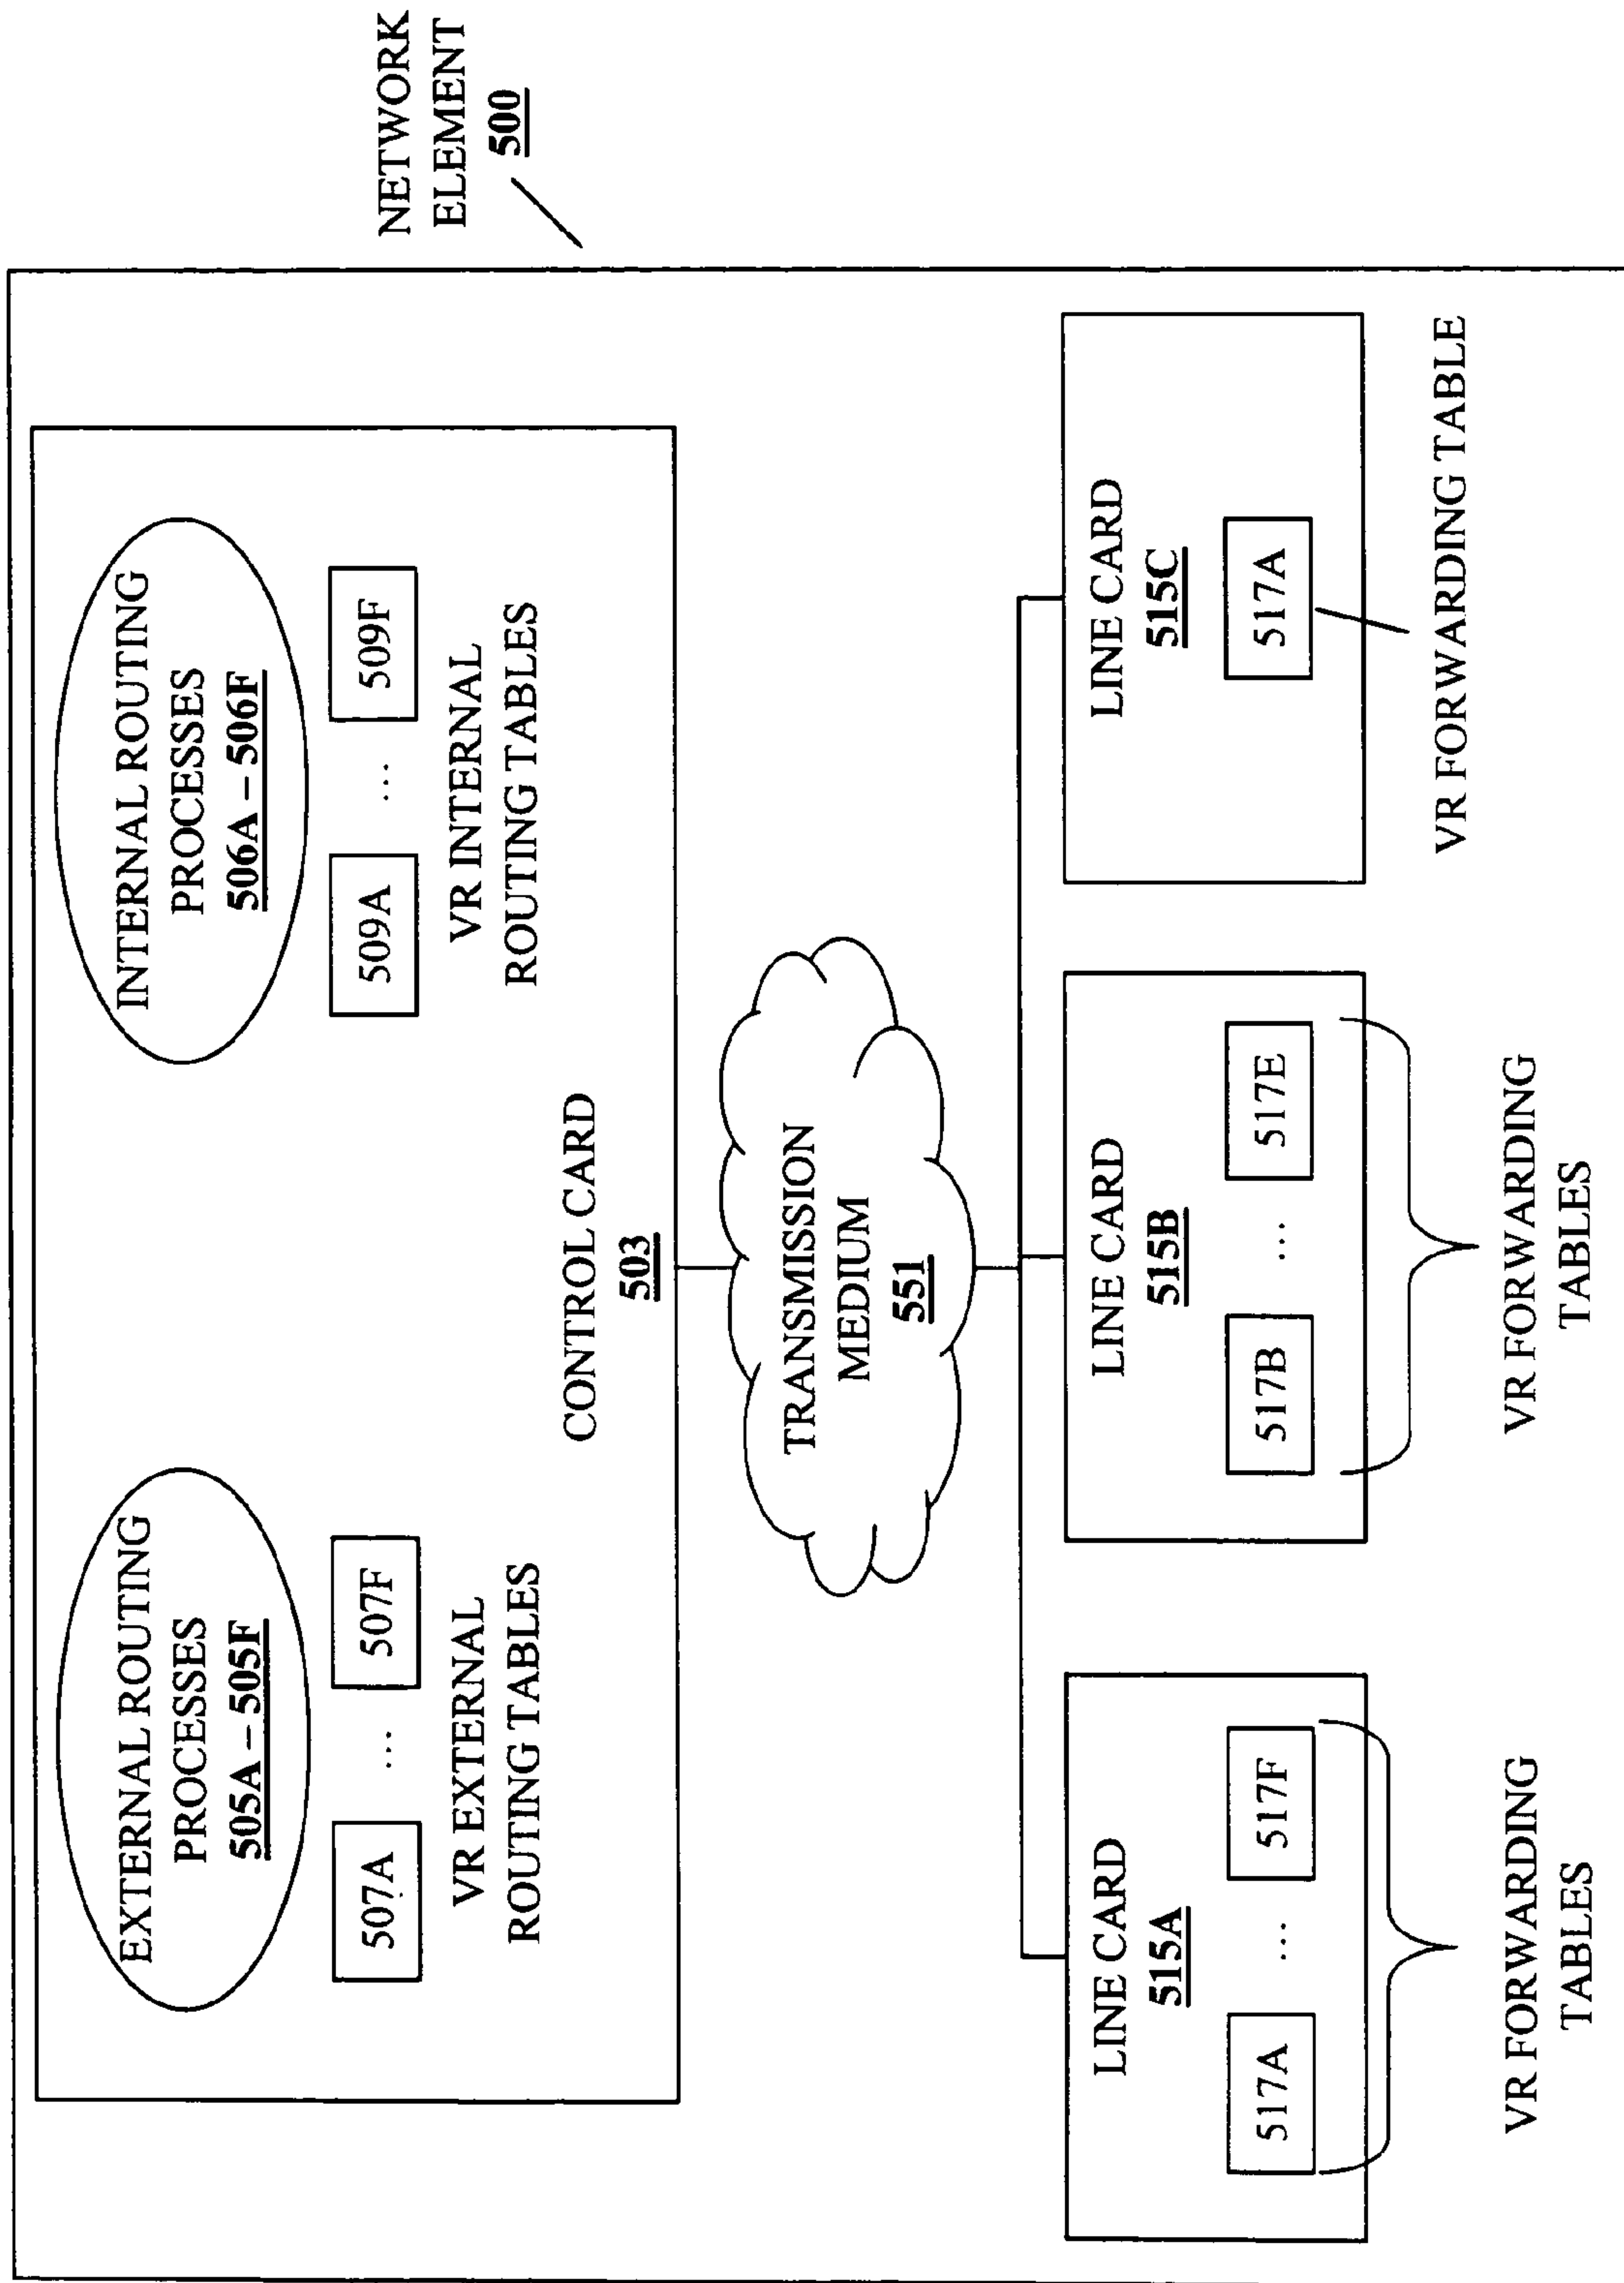 NETWORK
ELEMENT
500
EXTERNAL ROUTING
PROCESSES
505A – 505F
507A
...
507F
VR EXTERNAL
ROUTING TABLES
INTERNAL ROUTING
PROCESSES
506A – 506F
509A
...
509F
VR INTERNAL
ROUTING TABLES
CONTROL CARD
503
TRANSMISSION
MEDIUM
551
LINE CARD
515A
517A
...
517F
VR FORWARDING
TABLES
LINE CARD
515B
517B
...
517E
VR FORWARDING
TABLES
LINE CARD
515C
517A
VR FORWARDING TABLE